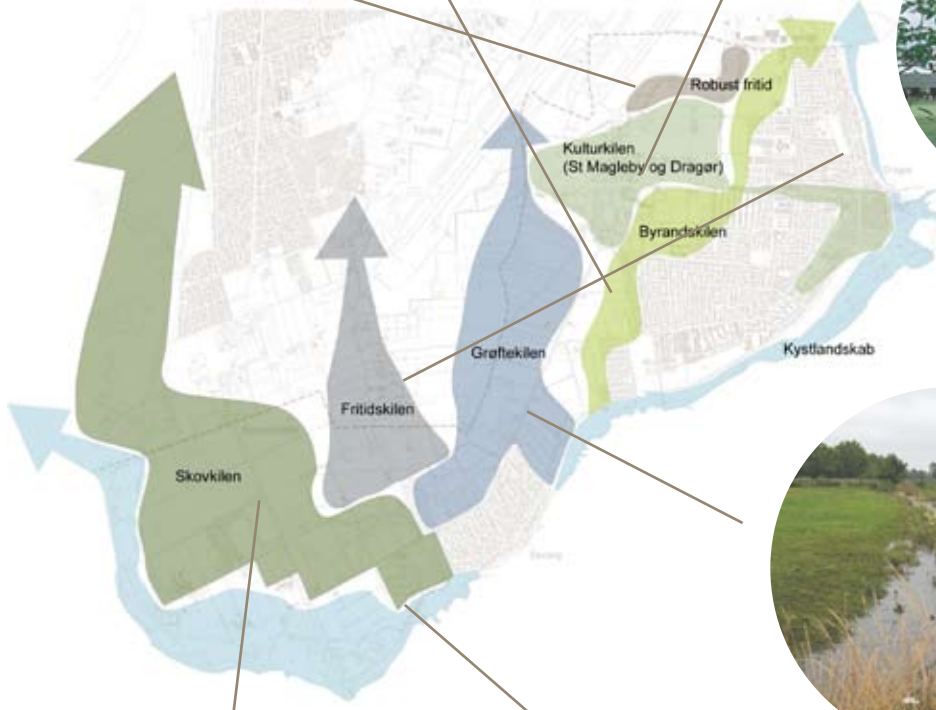 Robust fritid
Kulturkilen
(St Magleby og Dragør)
Byrandskilen
Grøftekilen
Kystlandskab
Fritidskilen
Skovkilen